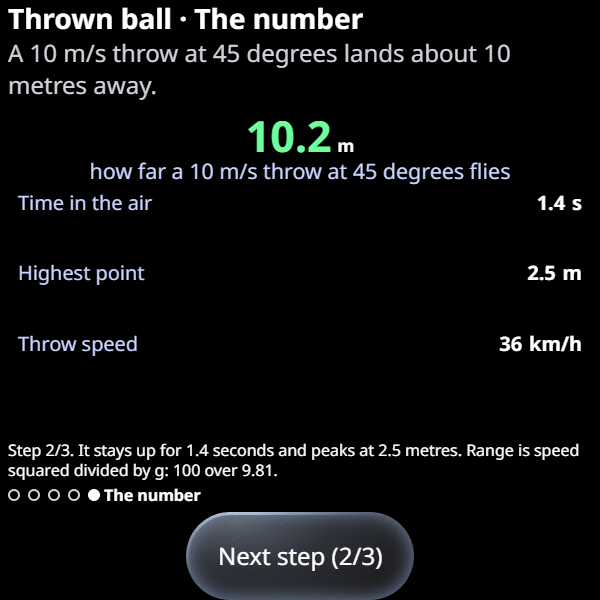 Thrown ball · The number
A 10 m/s throw at 45 degrees lands about 10
metres away.
10.2 m
how far a 10 m/s throw at 45 degrees flies
Time in the air 1.4 s
Highest point 2.5 m
Throw speed 36 km/h
Step 2/3. It stays up for 1.4 seconds and peaks at 2.5 metres. Range is speed
squared divided by g: 100 over 9.81.
The number
Next step (2/3)